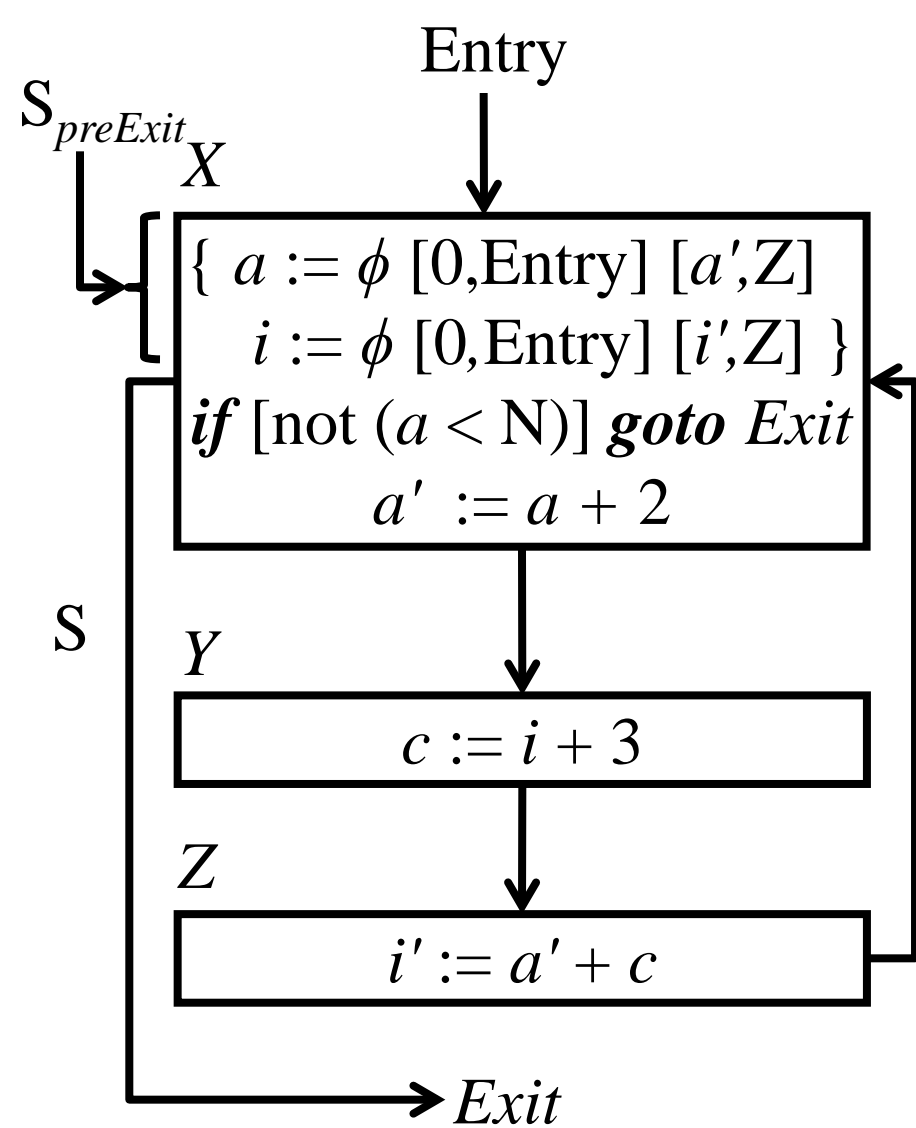 Entry
S_preExit
X
{ a := ϕ [0,Entry] [a′,Z]
i := ϕ [0,Entry] [i′,Z] }
if [not (a < N)] goto Exit
a′ := a + 2
S
Y
c := i + 3
Z
i′ := a′ + c
Exit